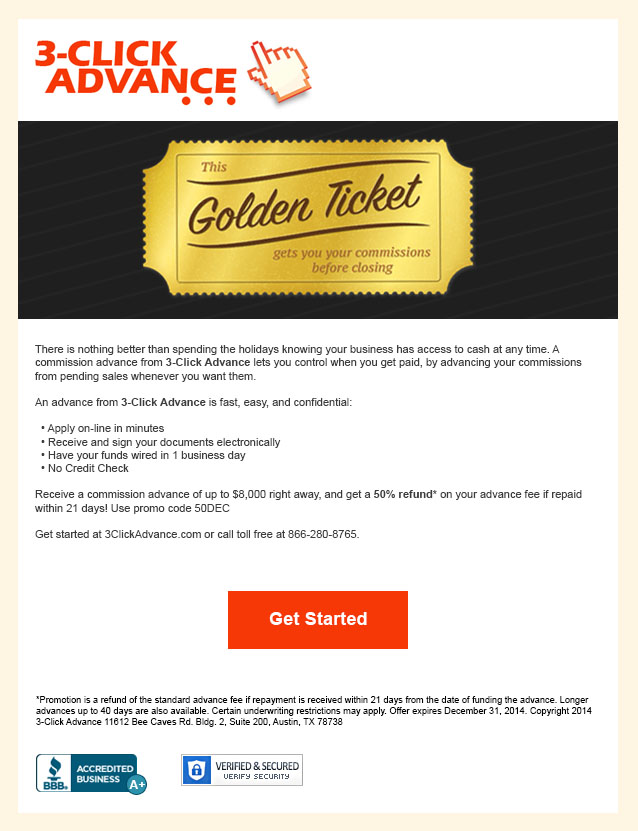 3-CLICK
ADVANCE
This
Golden Ticket
gets you your commissions
before closing
There is nothing better than spending the holidays knowing your business has access to cash at any time. A
commission advance from 3-Click Advance lets you control when you get paid, by advancing your commissions
from pending sales whenever you want them.
An advance from 3-Click Advance is fast, easy, and confidential:
• Apply on-line in minutes
• Receive and sign your documents electronically
• Have your funds wired in 1 business day
• No Credit Check
Receive a commission advance of up to $8,000 right away, and get a 50% refund* on your advance fee if repaid
within 21 days! Use promo code 50DEC
Get started at 3ClickAdvance.com or call toll free at 866-280-8765.
Get Started
*Promotion is a refund of the standard advance fee if repayment is received within 21 days from the date of funding the advance. Longer
advances up to 40 days are also available. Certain underwriting restrictions may apply. Offer expires December 31, 2014. Copyright 2014
3-Click Advance 11612 Bee Caves Rd. Bldg. 2, Suite 200, Austin, TX 78738
BBB.
ACCREDITED
BUSINESS
A+
VERIFIED & SECURED
VERIFY SECURITY